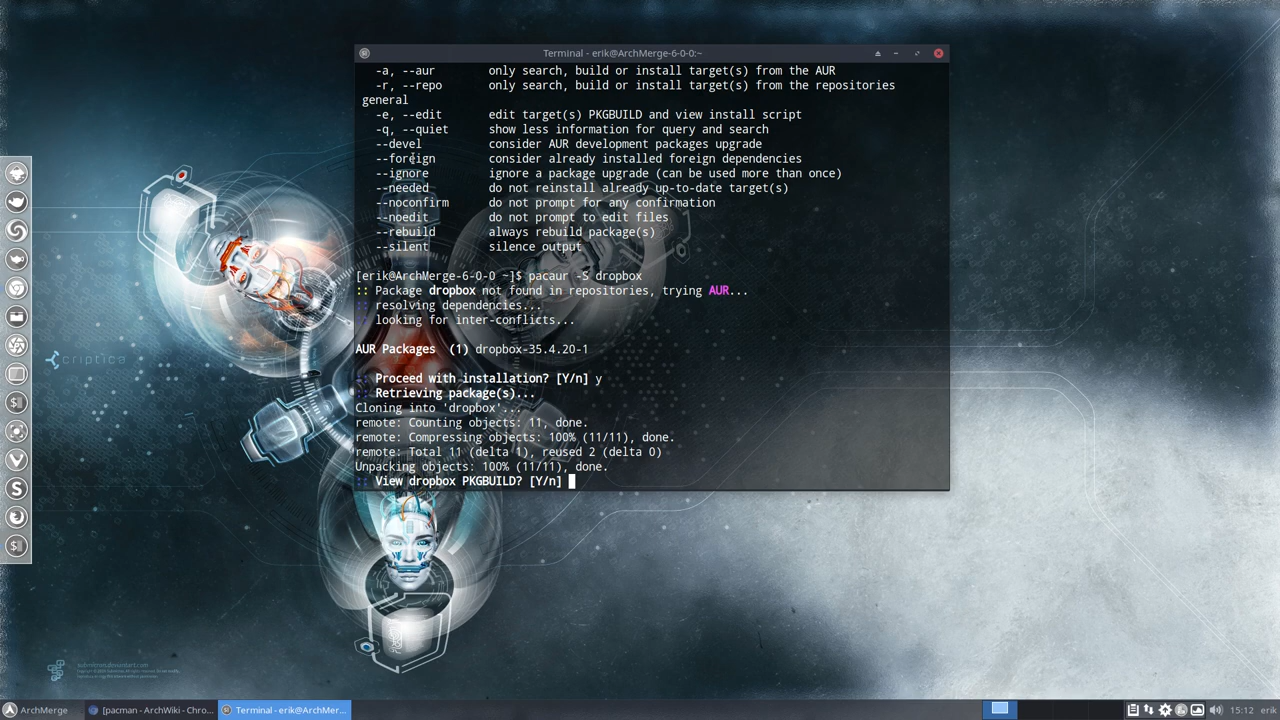 Terminal - erik@ArchMerge-6-0-0:~
-a, --aur only search, build or install target(s) from the AUR
-r, --repo only search, build or install target(s) from the repositories
general
-e, --edit edit target(s) PKGBUILD and view install script
-q, --quiet show less information for query and search
--devel consider AUR development packages upgrade
--foreign consider already installed foreign dependencies
--ignore ignore a package upgrade (can be used more than once)
--needed do not reinstall already up-to-date target(s)
--noconfirm do not prompt for any confirmation
--noedit do not prompt to edit files
--rebuild always rebuild package(s)
--silent silence output
[erik@ArchMerge-6-0-0 ~]$ pacaur -S dropbox
:: Package dropbox not found in repositories, trying AUR...
:: resolving dependencies...
:: looking for inter-conflicts...
AUR Packages (1) dropbox-35.4.20-1
:: Proceed with installation? [Y/n] y
:: Retrieving package(s)...
Cloning into 'dropbox'...
remote: Counting objects: 11, done.
remote: Compressing objects: 100% (11/11), done.
remote: Total 11 (delta 1), reused 2 (delta 0)
Unpacking objects: 100% (11/11), done.
:: View dropbox PKGBUILD? [Y/n]
criptica
ArchMerge
[pacman - ArchWiki - Chro...
Terminal - erik@ArchMer...
15:12 erik